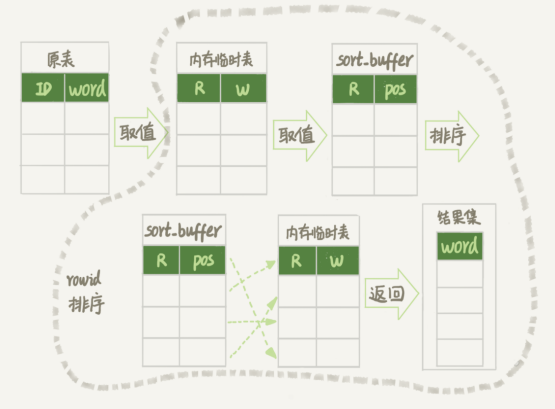 原表
ID word
取值
内存临时表
R W
取值
sort_buffer
R pos
排序
rowid
排序
sort_buffer
R pos
内存临时表
R W
返回
结果集
word